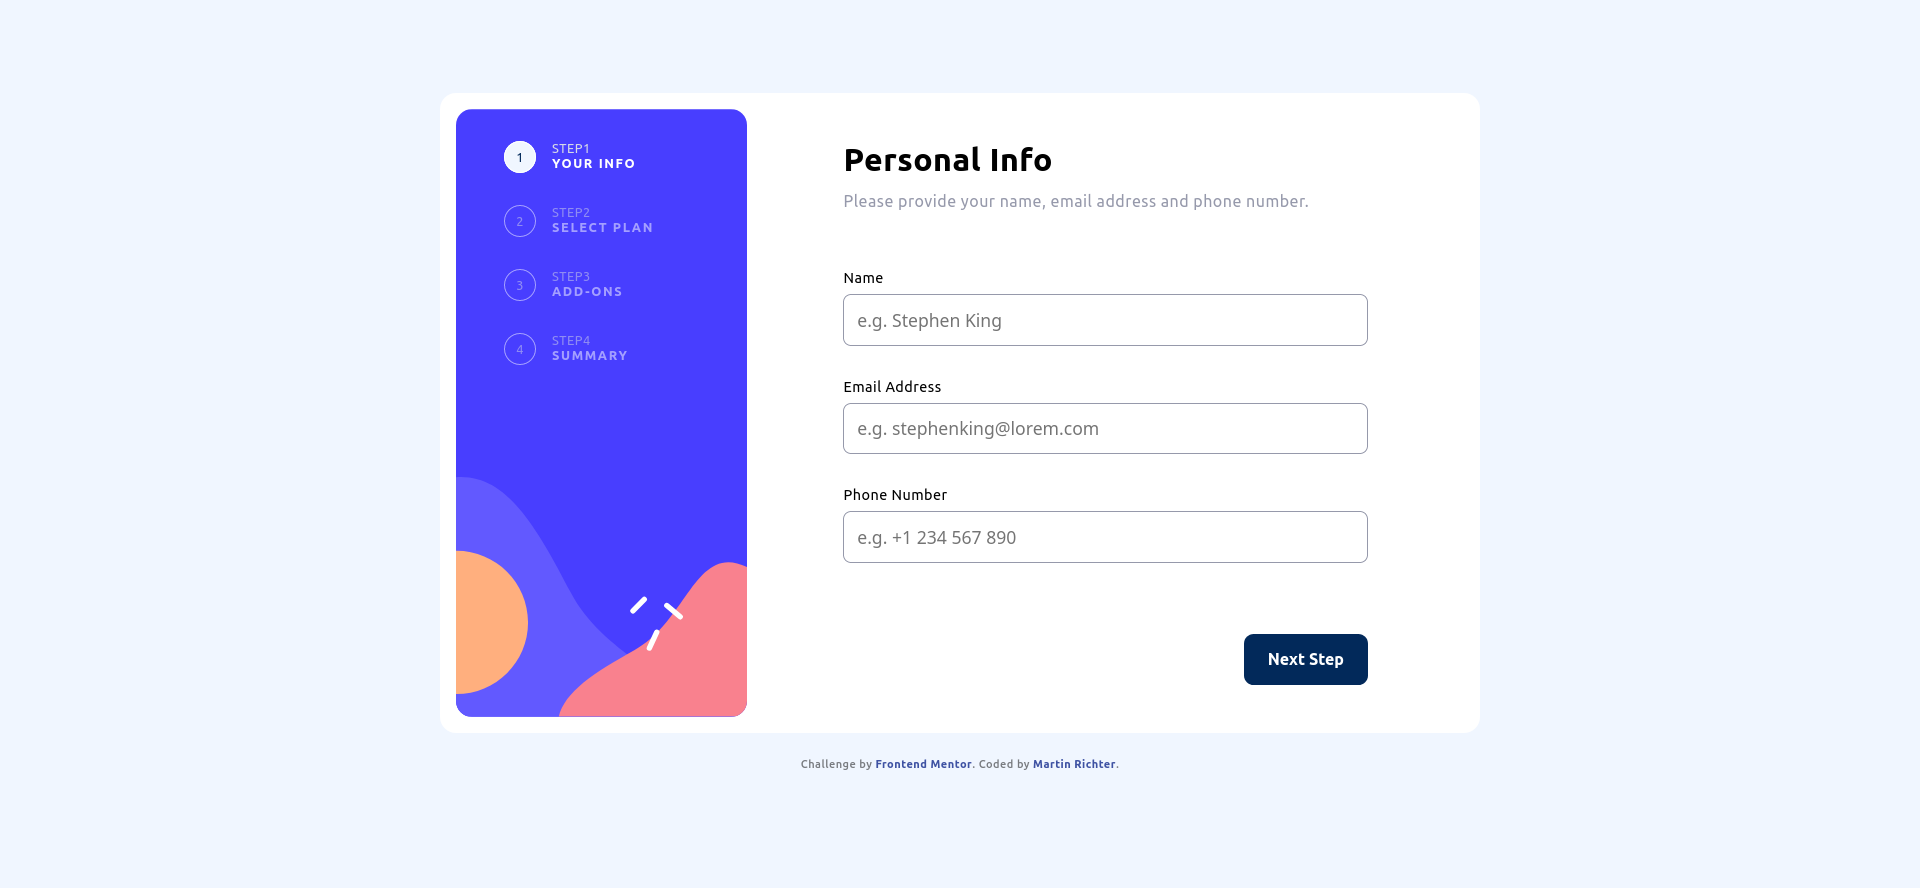 1
STEP1
YOUR INFO
2
STEP2
SELECT PLAN
3
STEP3
ADD-ONS
4
STEP4
SUMMARY
Personal Info
Please provide your name, email address and phone number.
Name
e.g. Stephen King
Email Address
e.g. stephenking@lorem.com
Phone Number
e.g. +1 234 567 890
Next Step
Challenge by Frontend Mentor. Coded by Martin Richter.